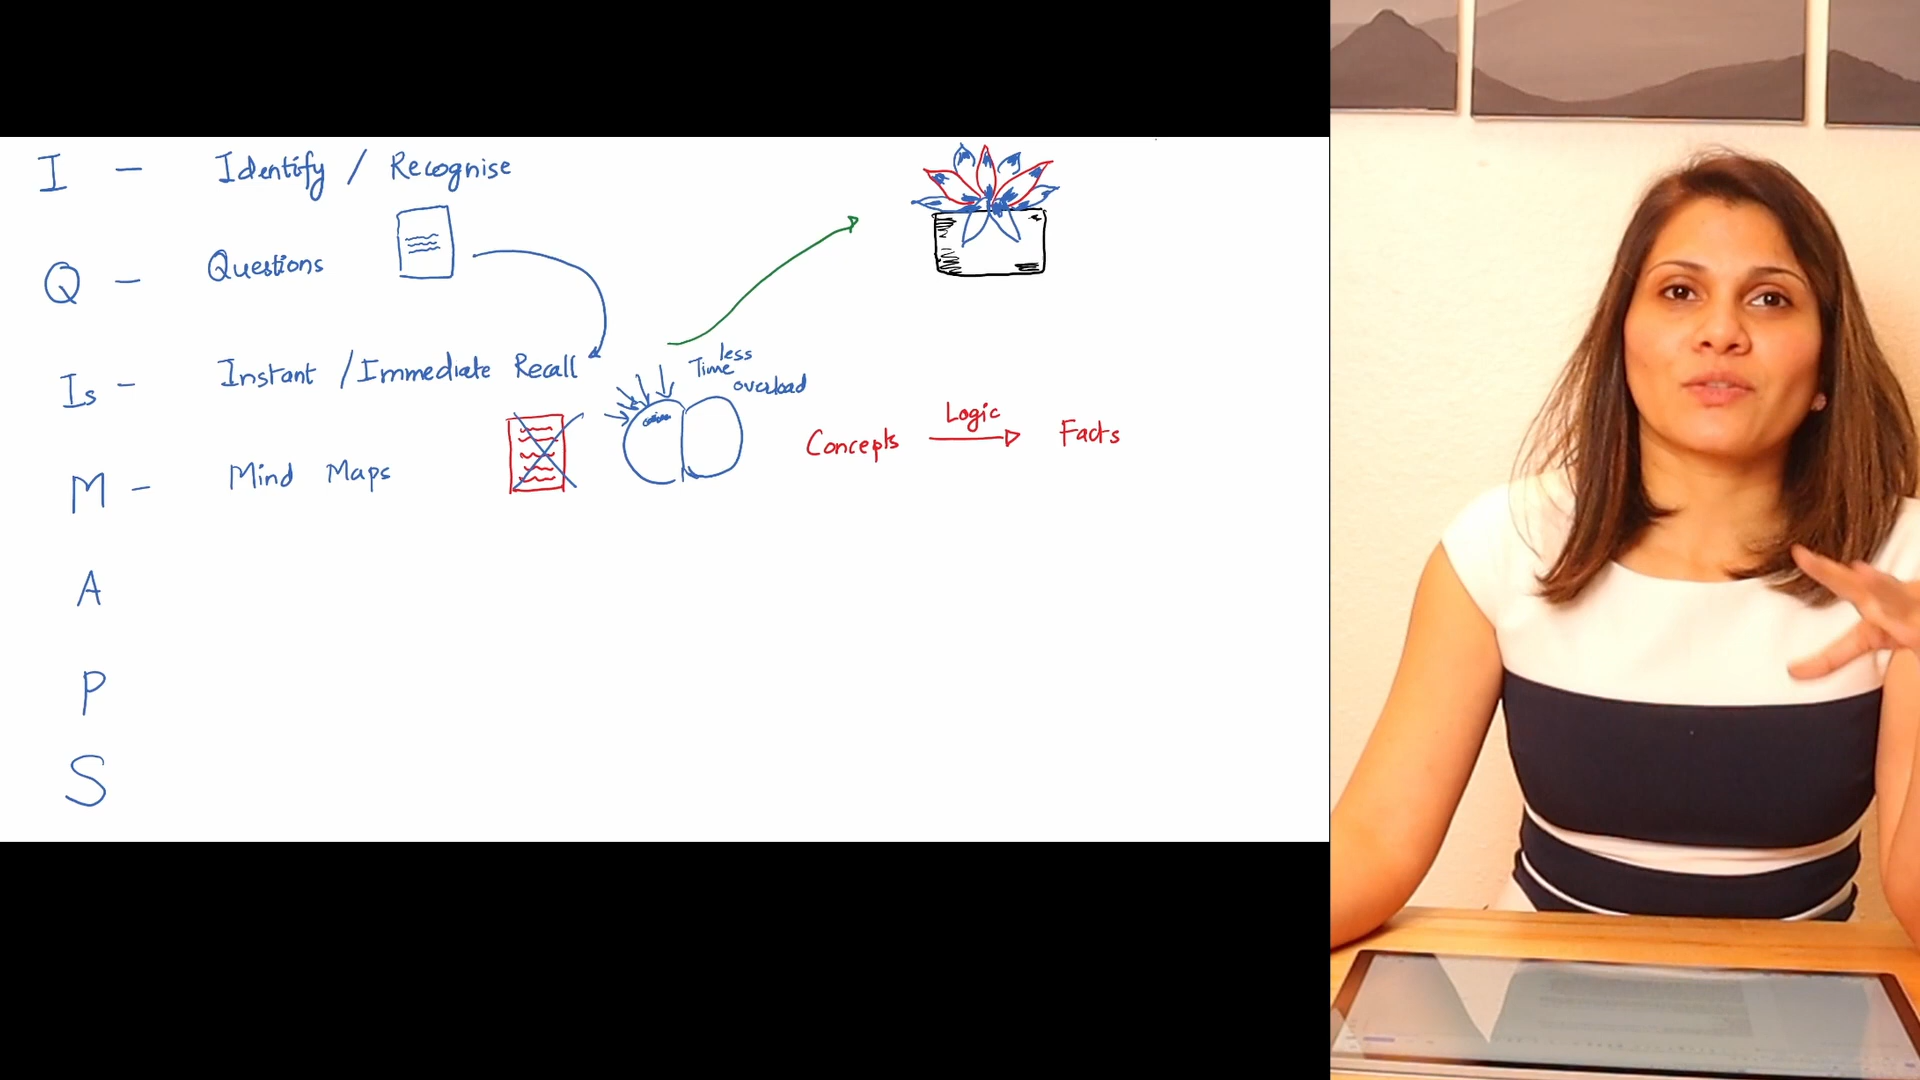 I - Identify / Recognise
Q - Questions
Is - Instant / Immediate Recall
less
Time
overload
Concepts Logic Facts
M - Mind Maps
A
P
S